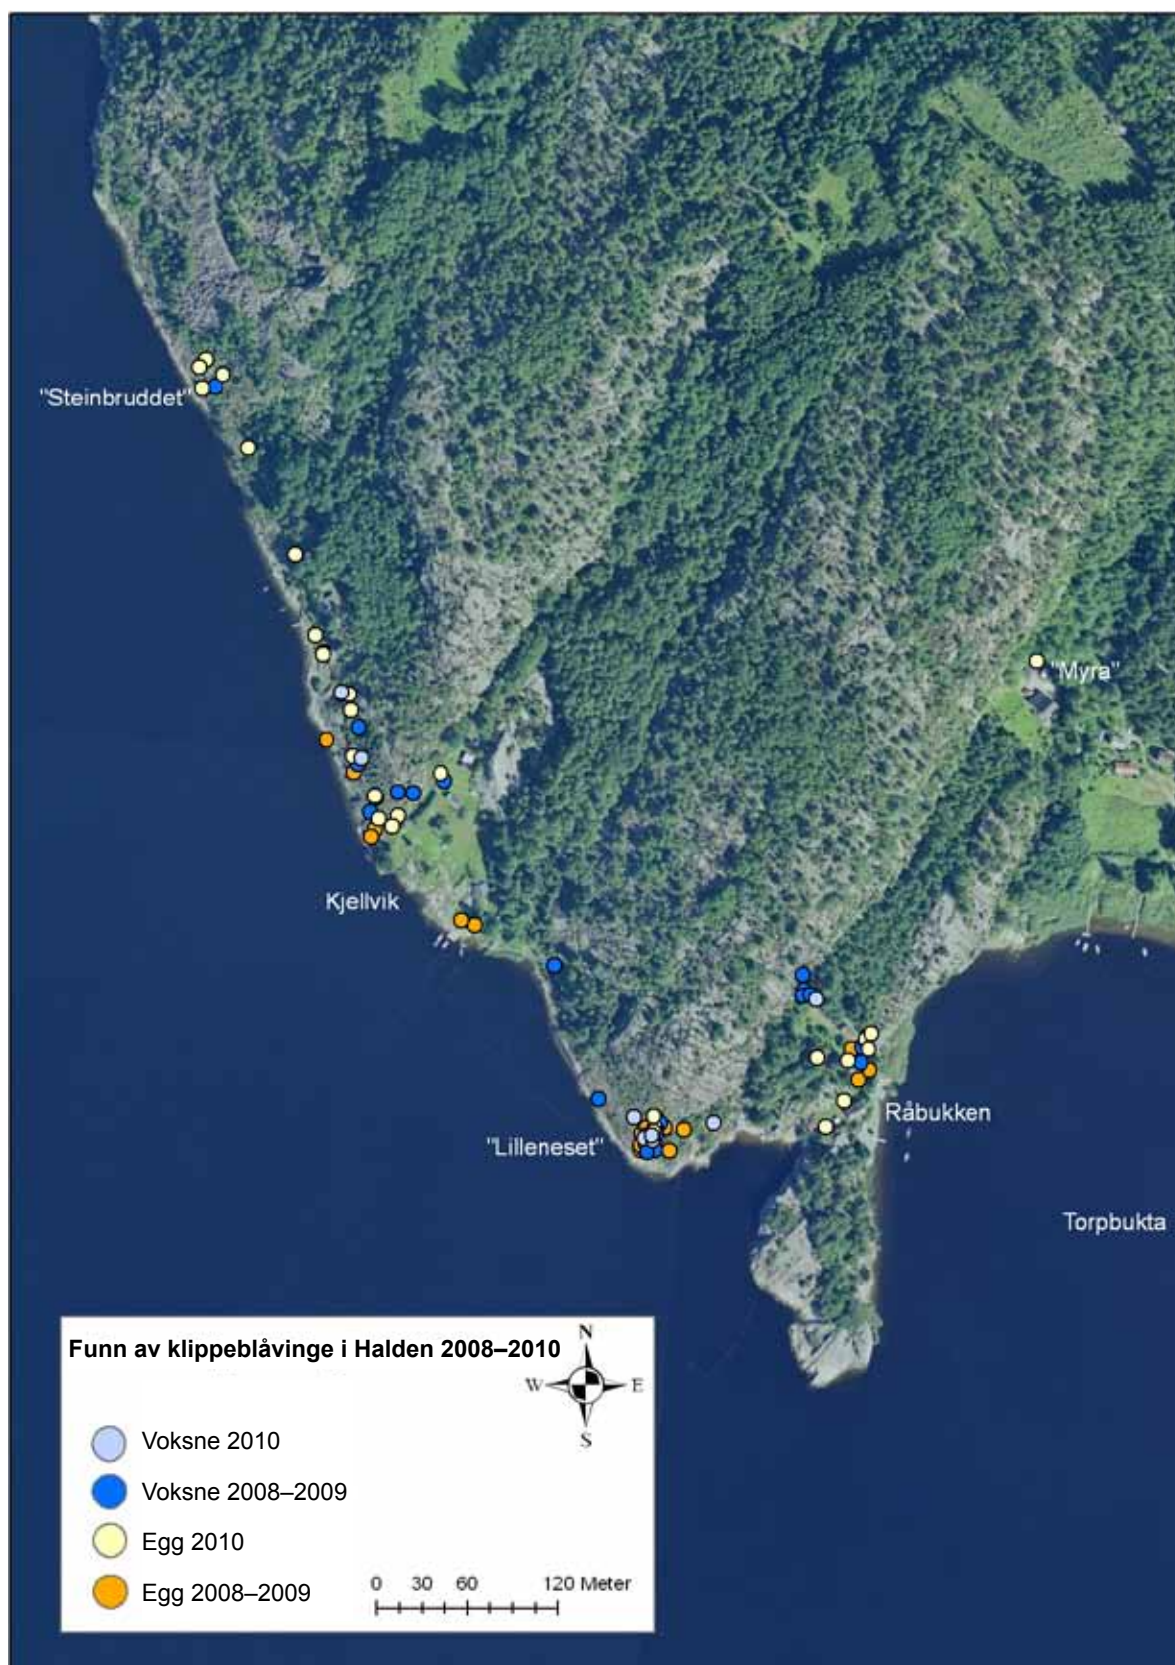 "Steinbruddet"
"Myra"
Kjellvik
Råbukken
"Lilleneset"
Torpbukta
Funn av klippeblåvinge i Halden 2008–2010
N
W E
S
Voksne 2010
Voksne 2008–2009
Egg 2010
Egg 2008–2009
0 30 60 120 Meter